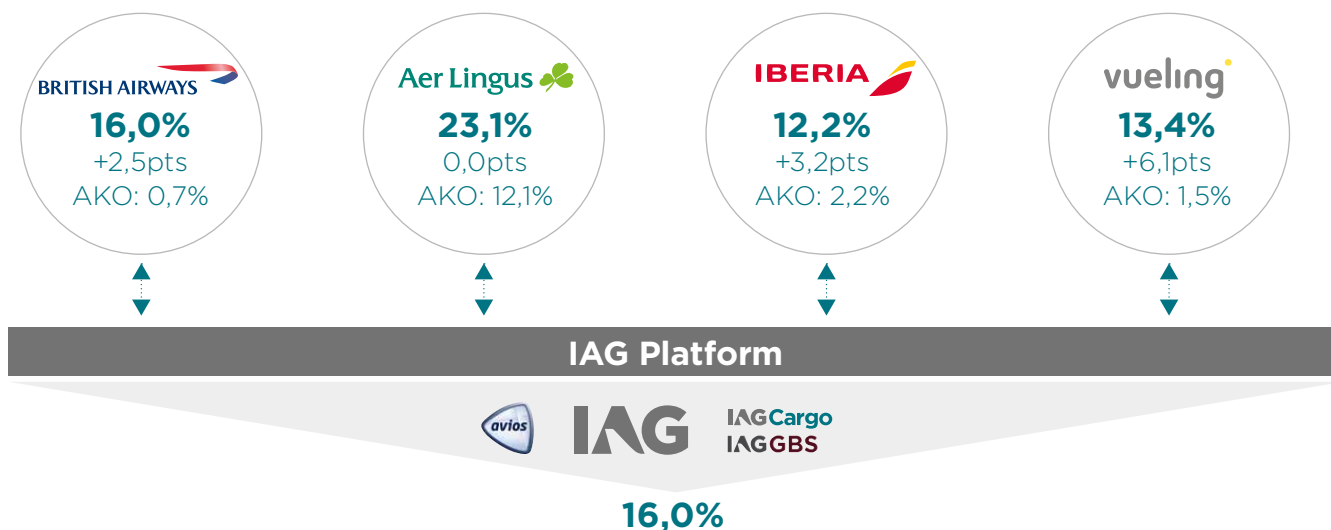 BRITISH AIRWAYS
16,0%
+2,5pts
AKO: 0,7%
Aer Lingus
23,1%
0,0pts
AKO: 12,1%
IBERIA
12,2%
+3,2pts
AKO: 2,2%
vueling
13,4%
+6,1pts
AKO: 1,5%
IAG Platform
avios
IAG
IAGCargo
IAGGBS
16,0%